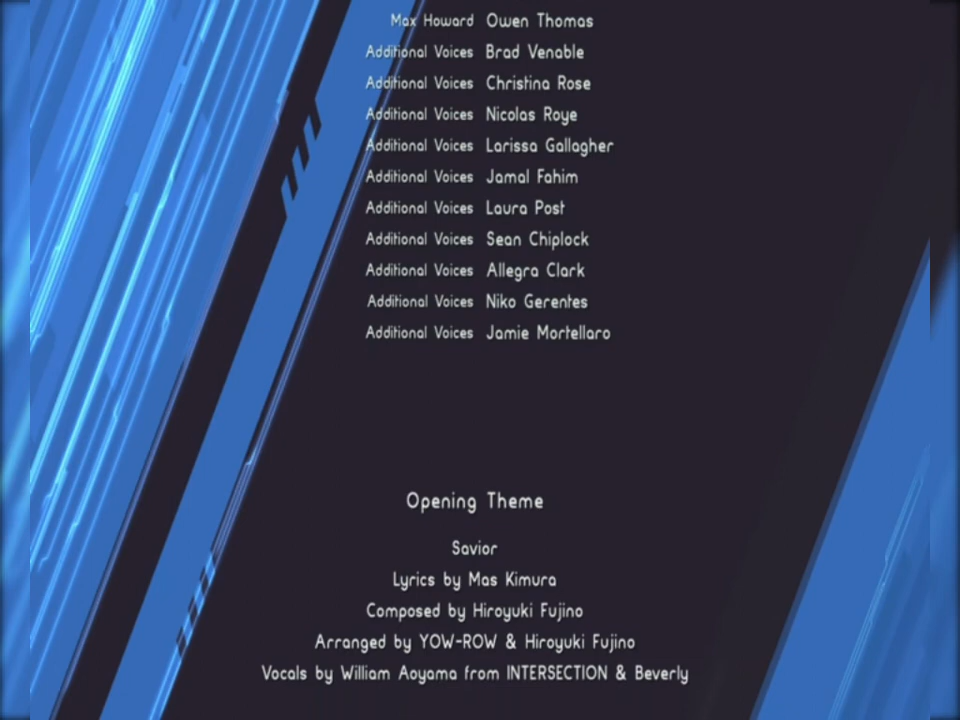 Max Howard Owen Thomas
Additional Voices Brad Venable
Additional Voices Christina Rose
Additional Voices Nicolas Roye
Additional Voices Larissa Gallagher
Additional Voices Jamal Fahim
Additional Voices Laura Post
Additional Voices Sean Chiplock
Additional Voices Allegra Clark
Additional Voices Niko Gerentes
Additional Voices Jamie Mortellaro
Opening Theme
Savior
Lyrics by Mas Kimura
Composed by Hiroyuki Fujino
Arranged by YOW-ROW & Hiroyuki Fujino
Vocals by William Aoyama from INTERSECTION & Beverly